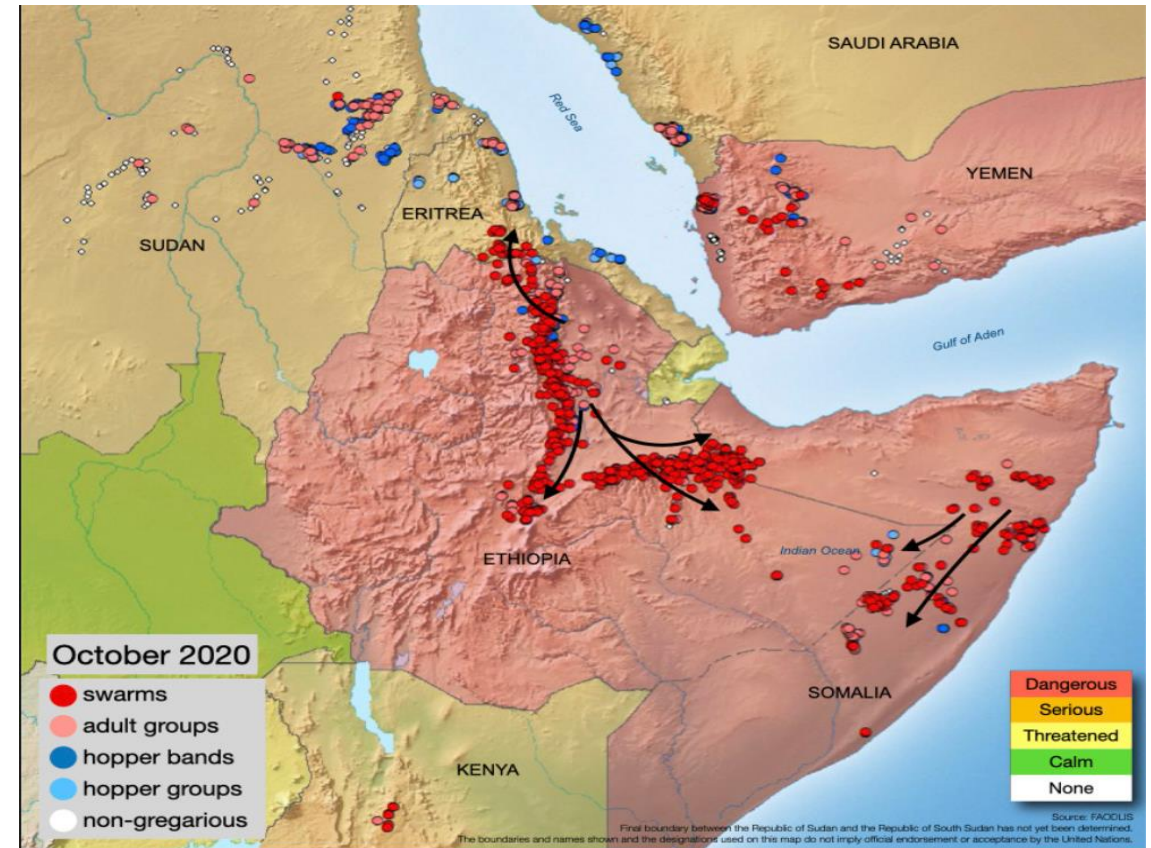 SAUDI ARABIA
Red Sea
YEMEN
ERITREA
SUDAN
Gulf of Aden
Indian Ocean
ETHIOPIA
October 2020
swarms
adult groups
hopper bands
hopper groups
non-gregarious
SOMALIA
KENYA
Dangerous
Serious
Threatened
Calm
None
Source: FAODLIS
Final boundary between the Republic of Sudan and the Republic of South Sudan has not yet been determined.
The boundaries and names shown and the designations used on this map do not imply official endorsement or acceptance by the United Nations.